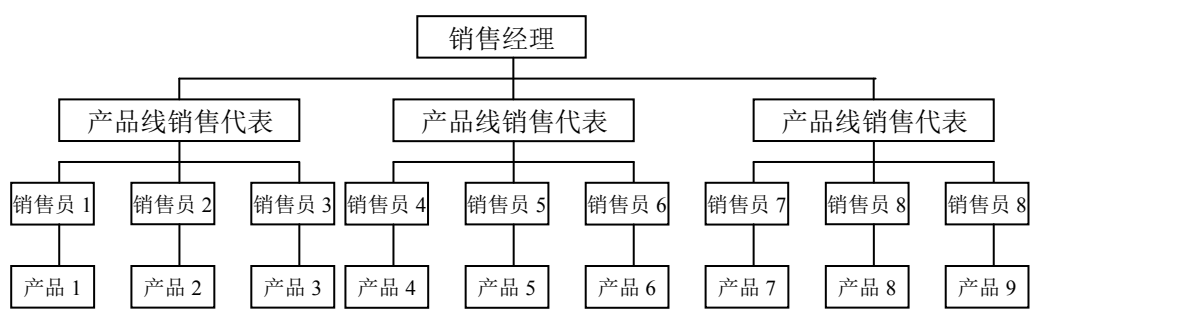 销售经理
产品线销售代表 产品线销售代表 产品线销售代表
销售员 1 销售员 2 销售员 3 销售员 4 销售员 5 销售员 6 销售员 7 销售员 8 销售员 8
产品 1 产品 2 产品 3 产品 4 产品 5 产品 6 产品 7 产品 8 产品 9